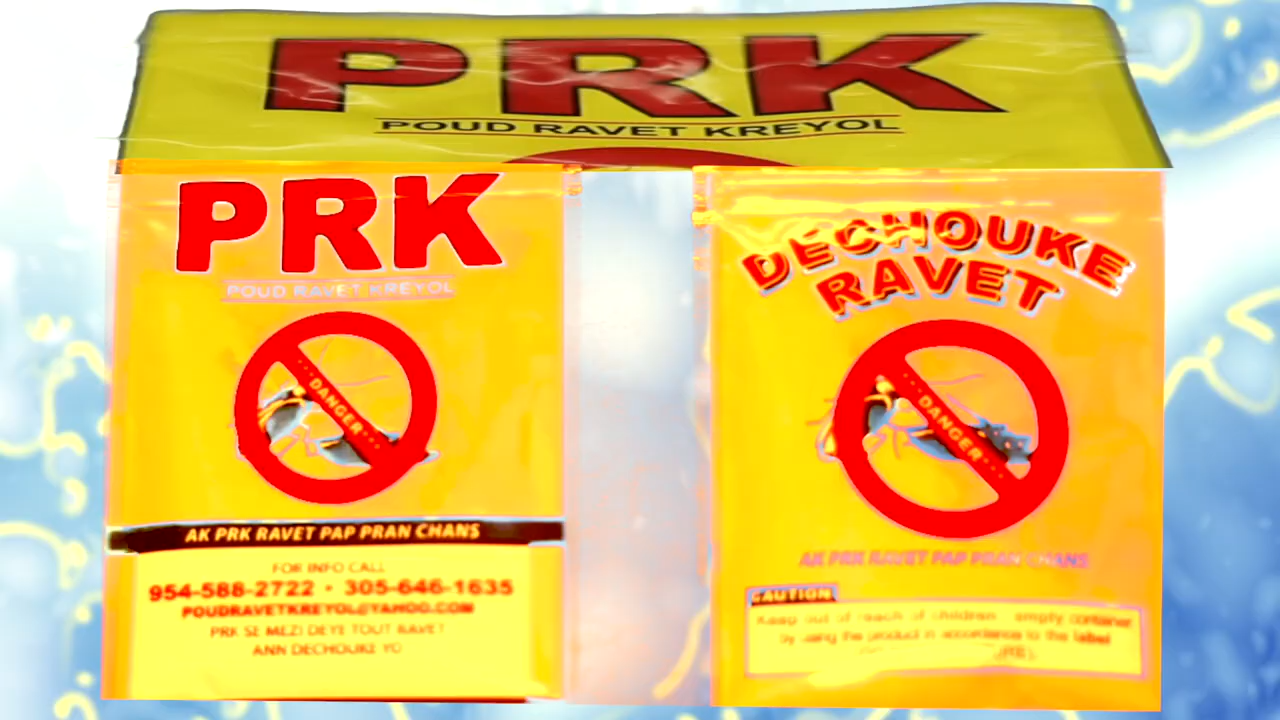 PRK
POUD RAVET KREYOL
PRK
POUD RAVET KREYOL
DANGER
AK PRK RAVET PAP PRAN CHANS
FOR INFO CALL
954-588-2722 • 305-646-1635
POUDRAVETKREYOL@YAHOO.COM
PRK SE MEZI DEYE TOUT RAVET
ANN DECHOUKE YO
DECHOUKE
RAVET
DANGER
AK PRK RAVET PAP PRAN CHANS
CAUTION
Keep out of reach of children empty container
by using the product in accordance to the label